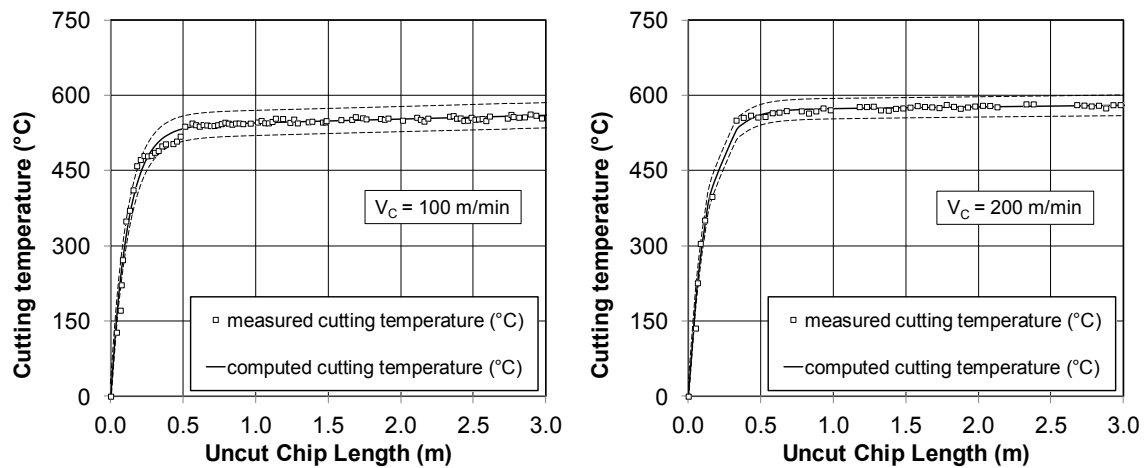 750
600
450
300
150
0
Cutting temperature (°C)
V_C = 100 m/min
measured cutting temperature (°C)
computed cutting temperature (°C)
0.0 0.5 1.0 1.5 2.0 2.5 3.0
Uncut Chip Length (m)
750
600
450
300
150
0
Cutting temperature (°C)
V_C = 200 m/min
measured cutting temperature (°C)
computed cutting temperature (°C)
0.0 0.5 1.0 1.5 2.0 2.5 3.0
Uncut Chip Length (m)